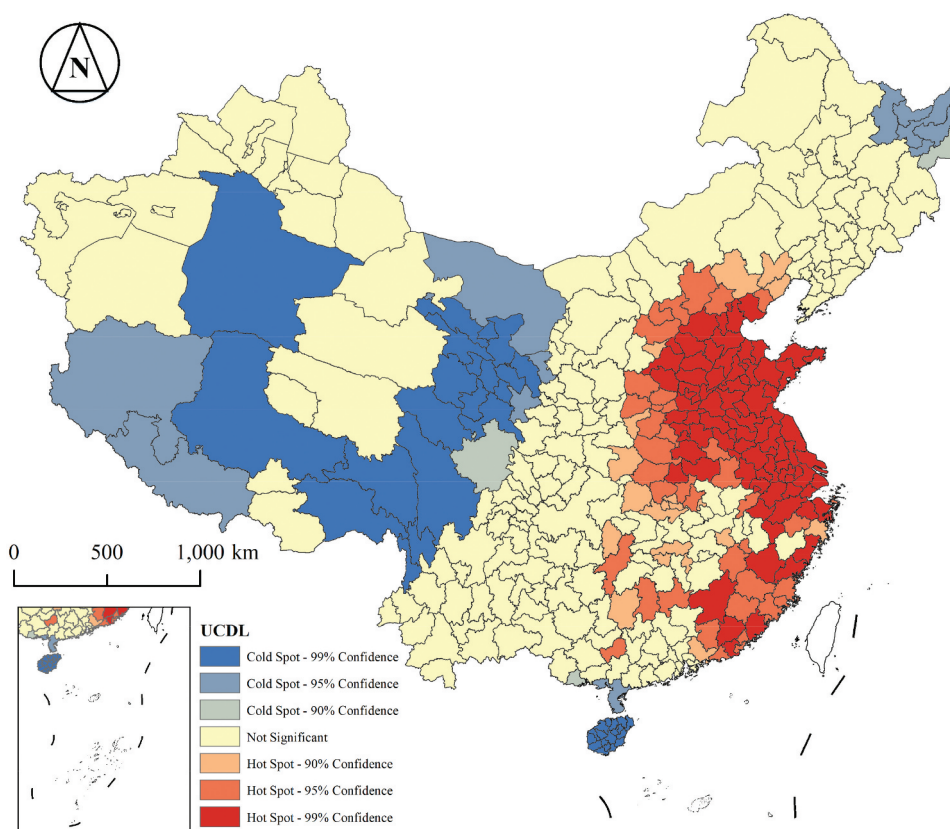 N
0 500 1,000 km
UCDL
Cold Spot - 99% Confidence
Cold Spot - 95% Confidence
Cold Spot - 90% Confidence
Not Significant
Hot Spot - 90% Confidence
Hot Spot - 95% Confidence
Hot Spot - 99% Confidence